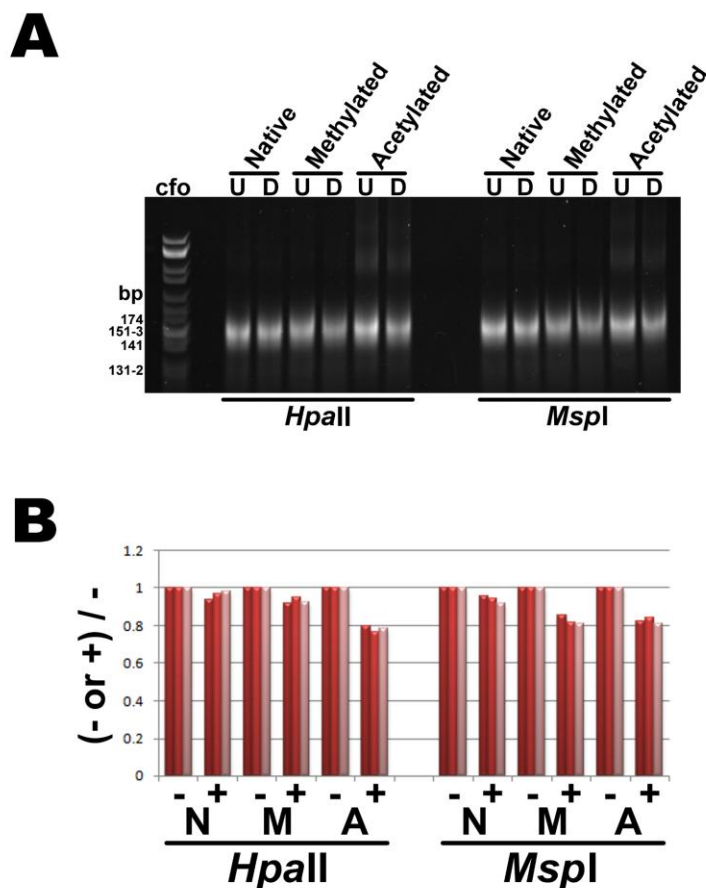 A
Native Methylated Acetylated Native Methylated Acetylated
cfo U D U D U D U D U D U D
bp
174
151-3
141
131-2
HpaII MspI
B
(- or +) / -
1.2
1
0.8
0.6
0.4
0.2
0
- + - + - + - + - + - +
N M A N M A
HpaII MspI